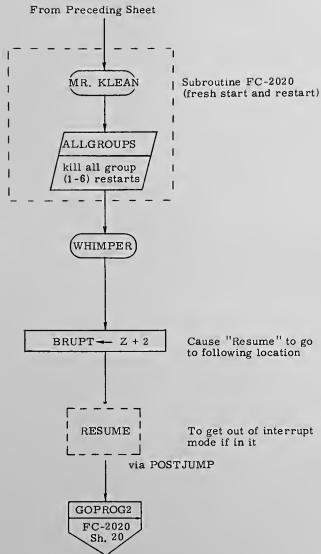 From Preceding Sheet
MR. KLEAN
Subroutine FC-2020
(fresh start and restart)
ALLGROUPS
kill all group
(1-6) restarts
WHIMPER
BRUPT ← Z + 2
Cause "Resume" to go
to following location
RESUME
To get out of interrupt
mode if in it
via POSTJUMP
GOPROG2
FC-2020
Sh. 20